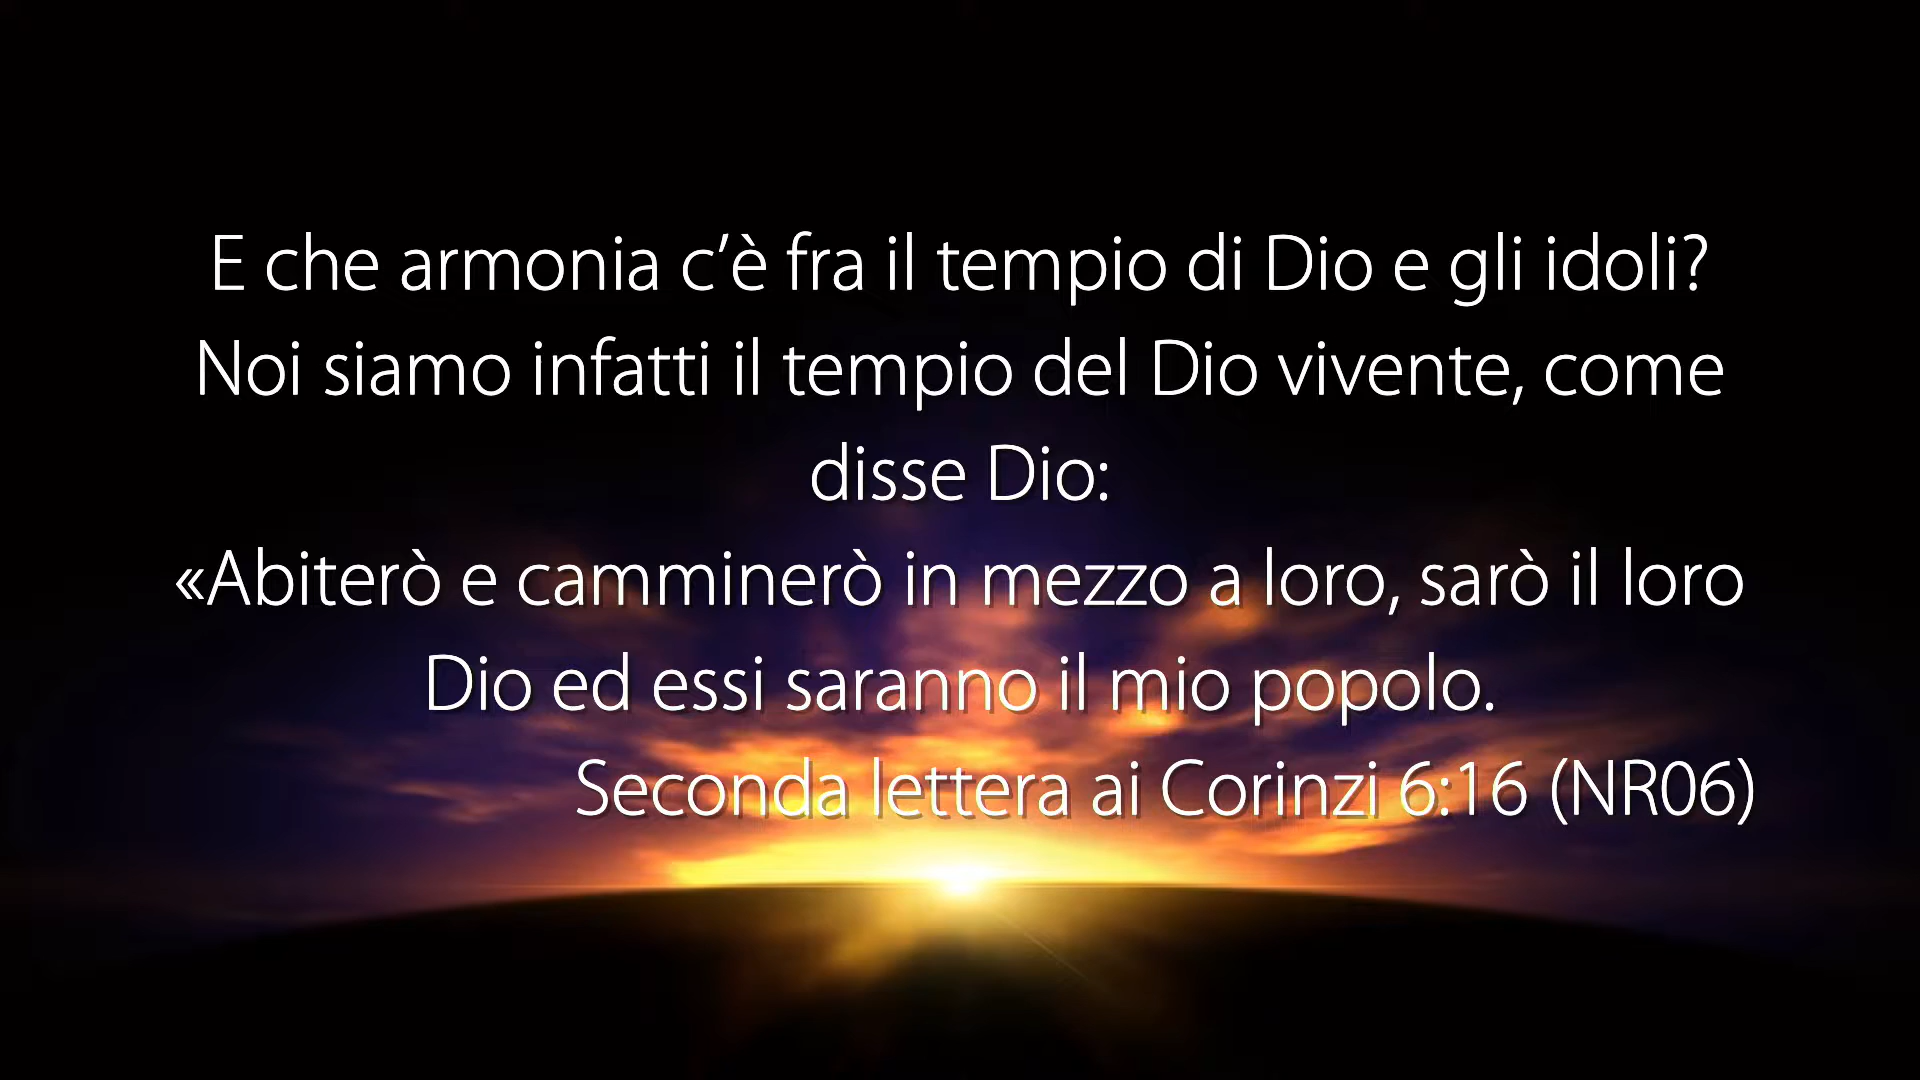 E che armonia c’è fra il tempio di Dio e gli idoli?
Noi siamo infatti il tempio del Dio vivente, come
disse Dio:
«Abiterò e camminerò in mezzo a loro, sarò il loro
Dio ed essi saranno il mio popolo.
Seconda lettera ai Corinzi 6:16 (NR06)